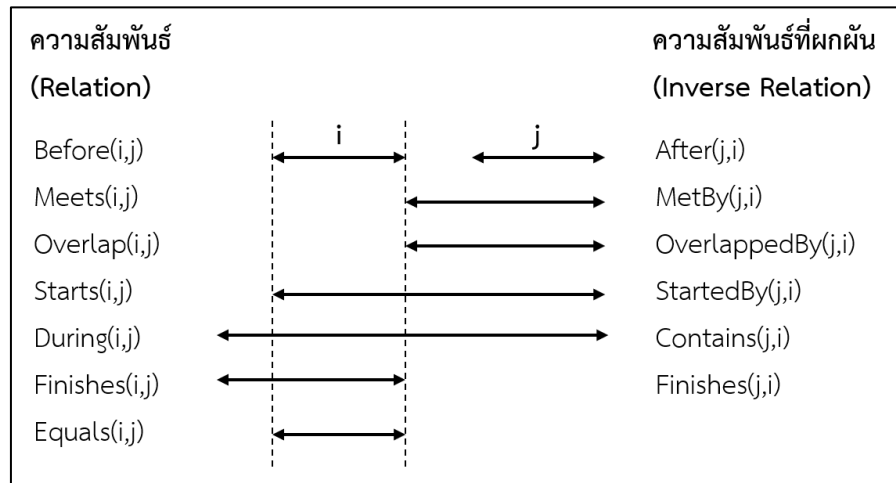 ความสัมพันธ์ ความสัมพันธ์ที่ผกผัน
(Relation) (Inverse Relation)
i j
Before(i,j) After(j,i)
Meets(i,j) MetBy(j,i)
Overlap(i,j) OverlappedBy(j,i)
Starts(i,j) StartedBy(j,i)
During(i,j) Contains(j,i)
Finishes(i,j) Finishes(j,i)
Equals(i,j)